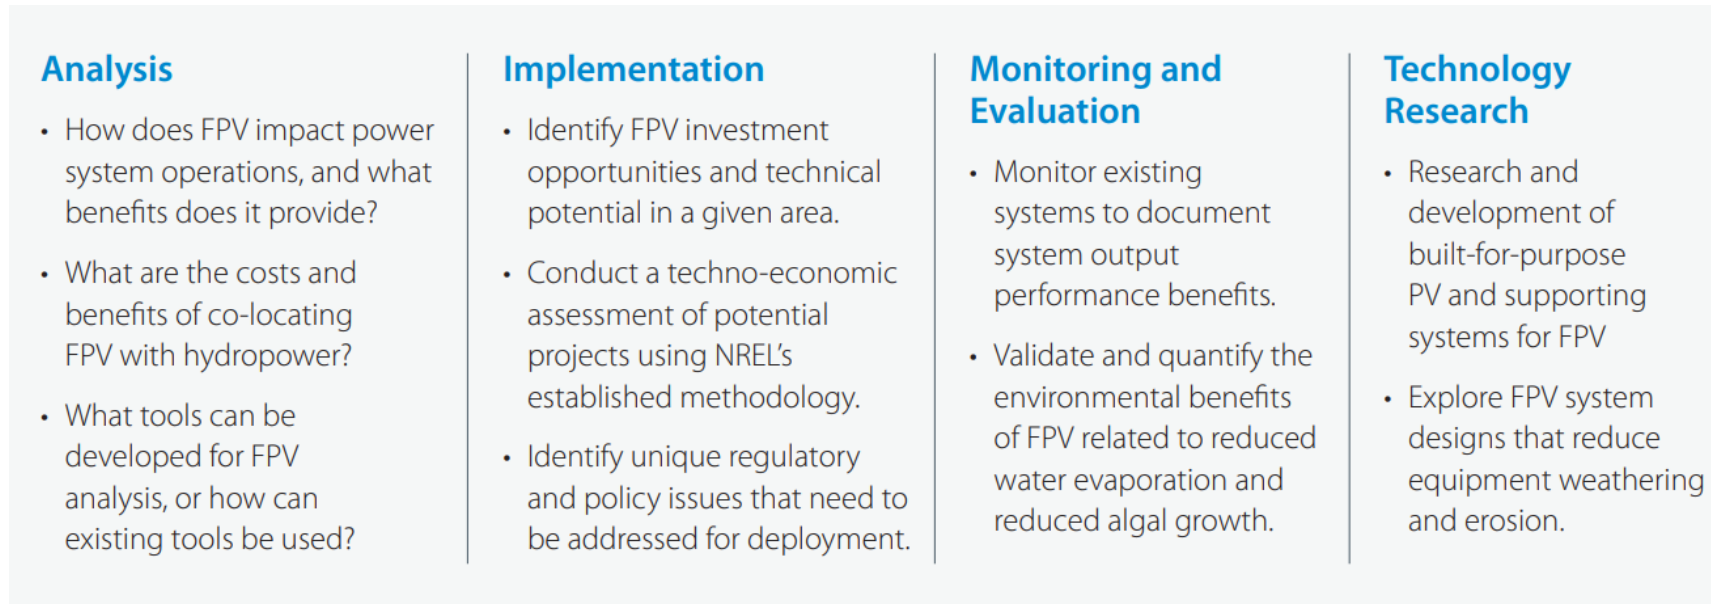 Analysis
• How does FPV impact power
system operations, and what
benefits does it provide?
• What are the costs and
benefits of co-locating
FPV with hydropower?
• What tools can be
developed for FPV
analysis, or how can
existing tools be used?
Implementation
• Identify FPV investment
opportunities and technical
potential in a given area.
• Conduct a techno-economic
assessment of potential
projects using NREL’s
established methodology.
• Identify unique regulatory
and policy issues that need to
be addressed for deployment.
Monitoring and
Evaluation
• Monitor existing
systems to document
system output
performance benefits.
• Validate and quantify the
environmental benefits
of FPV related to reduced
water evaporation and
reduced algal growth.
Technology
Research
• Research and
development of
built-for-purpose
PV and supporting
systems for FPV
• Explore FPV system
designs that reduce
equipment weathering
and erosion.